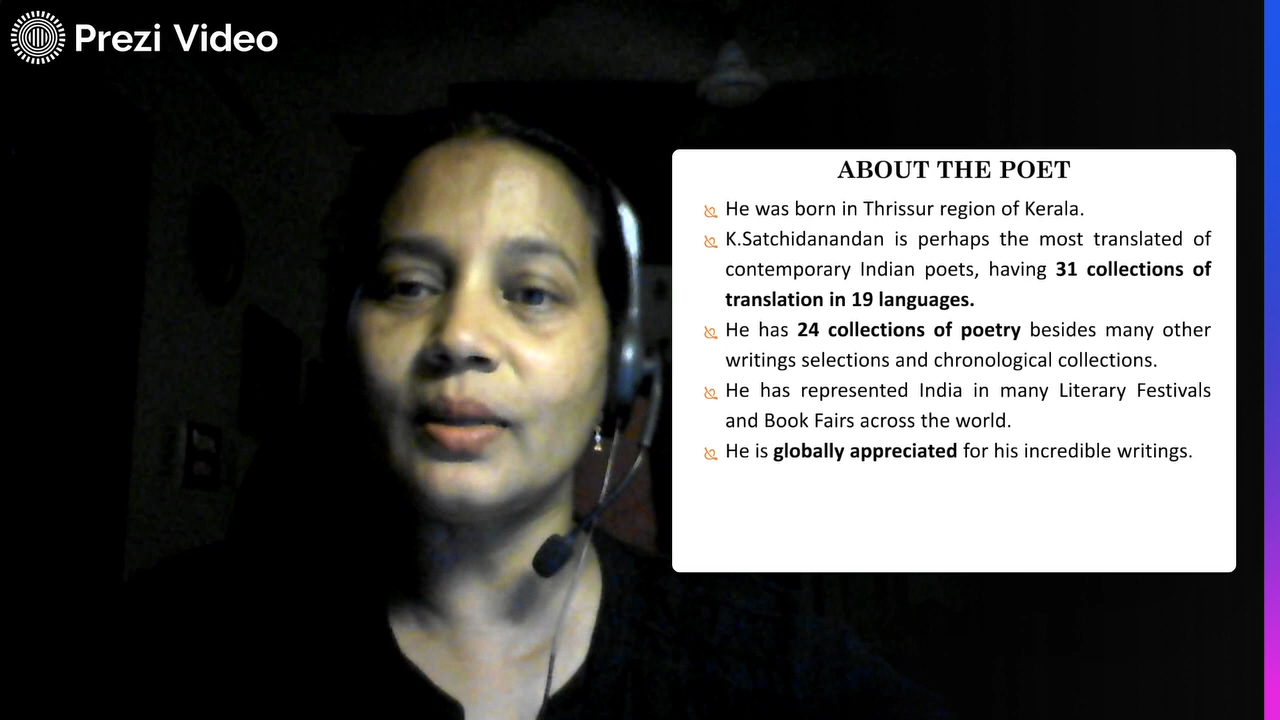 Prezi Video
ABOUT THE POET
He was born in Thrissur region of Kerala.
K.Satchidanandan is perhaps the most translated of
contemporary Indian poets, having 31 collections of
translation in 19 languages.
He has 24 collections of poetry besides many other
writings selections and chronological collections.
He has represented India in many Literary Festivals
and Book Fairs across the world.
He is globally appreciated for his incredible writings.